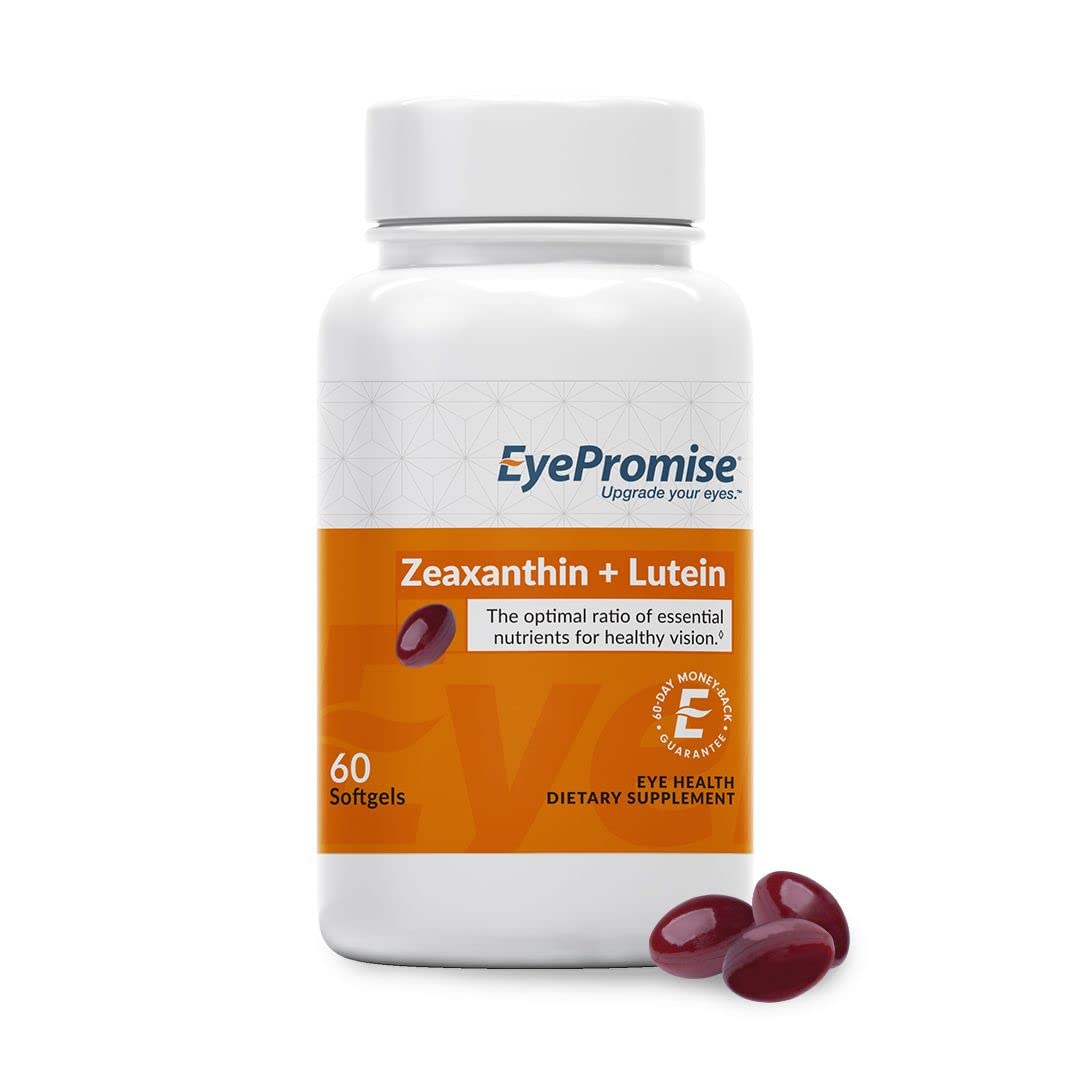 EyePromise®
Upgrade your eyes.™
Zeaxanthin + Lutein
The optimal ratio of essential
nutrients for healthy vision.◊
60-DAY MONEY-BACK
E
GUARANTEE
60
Softgels
EYE HEALTH
DIETARY SUPPLEMENT
Eye